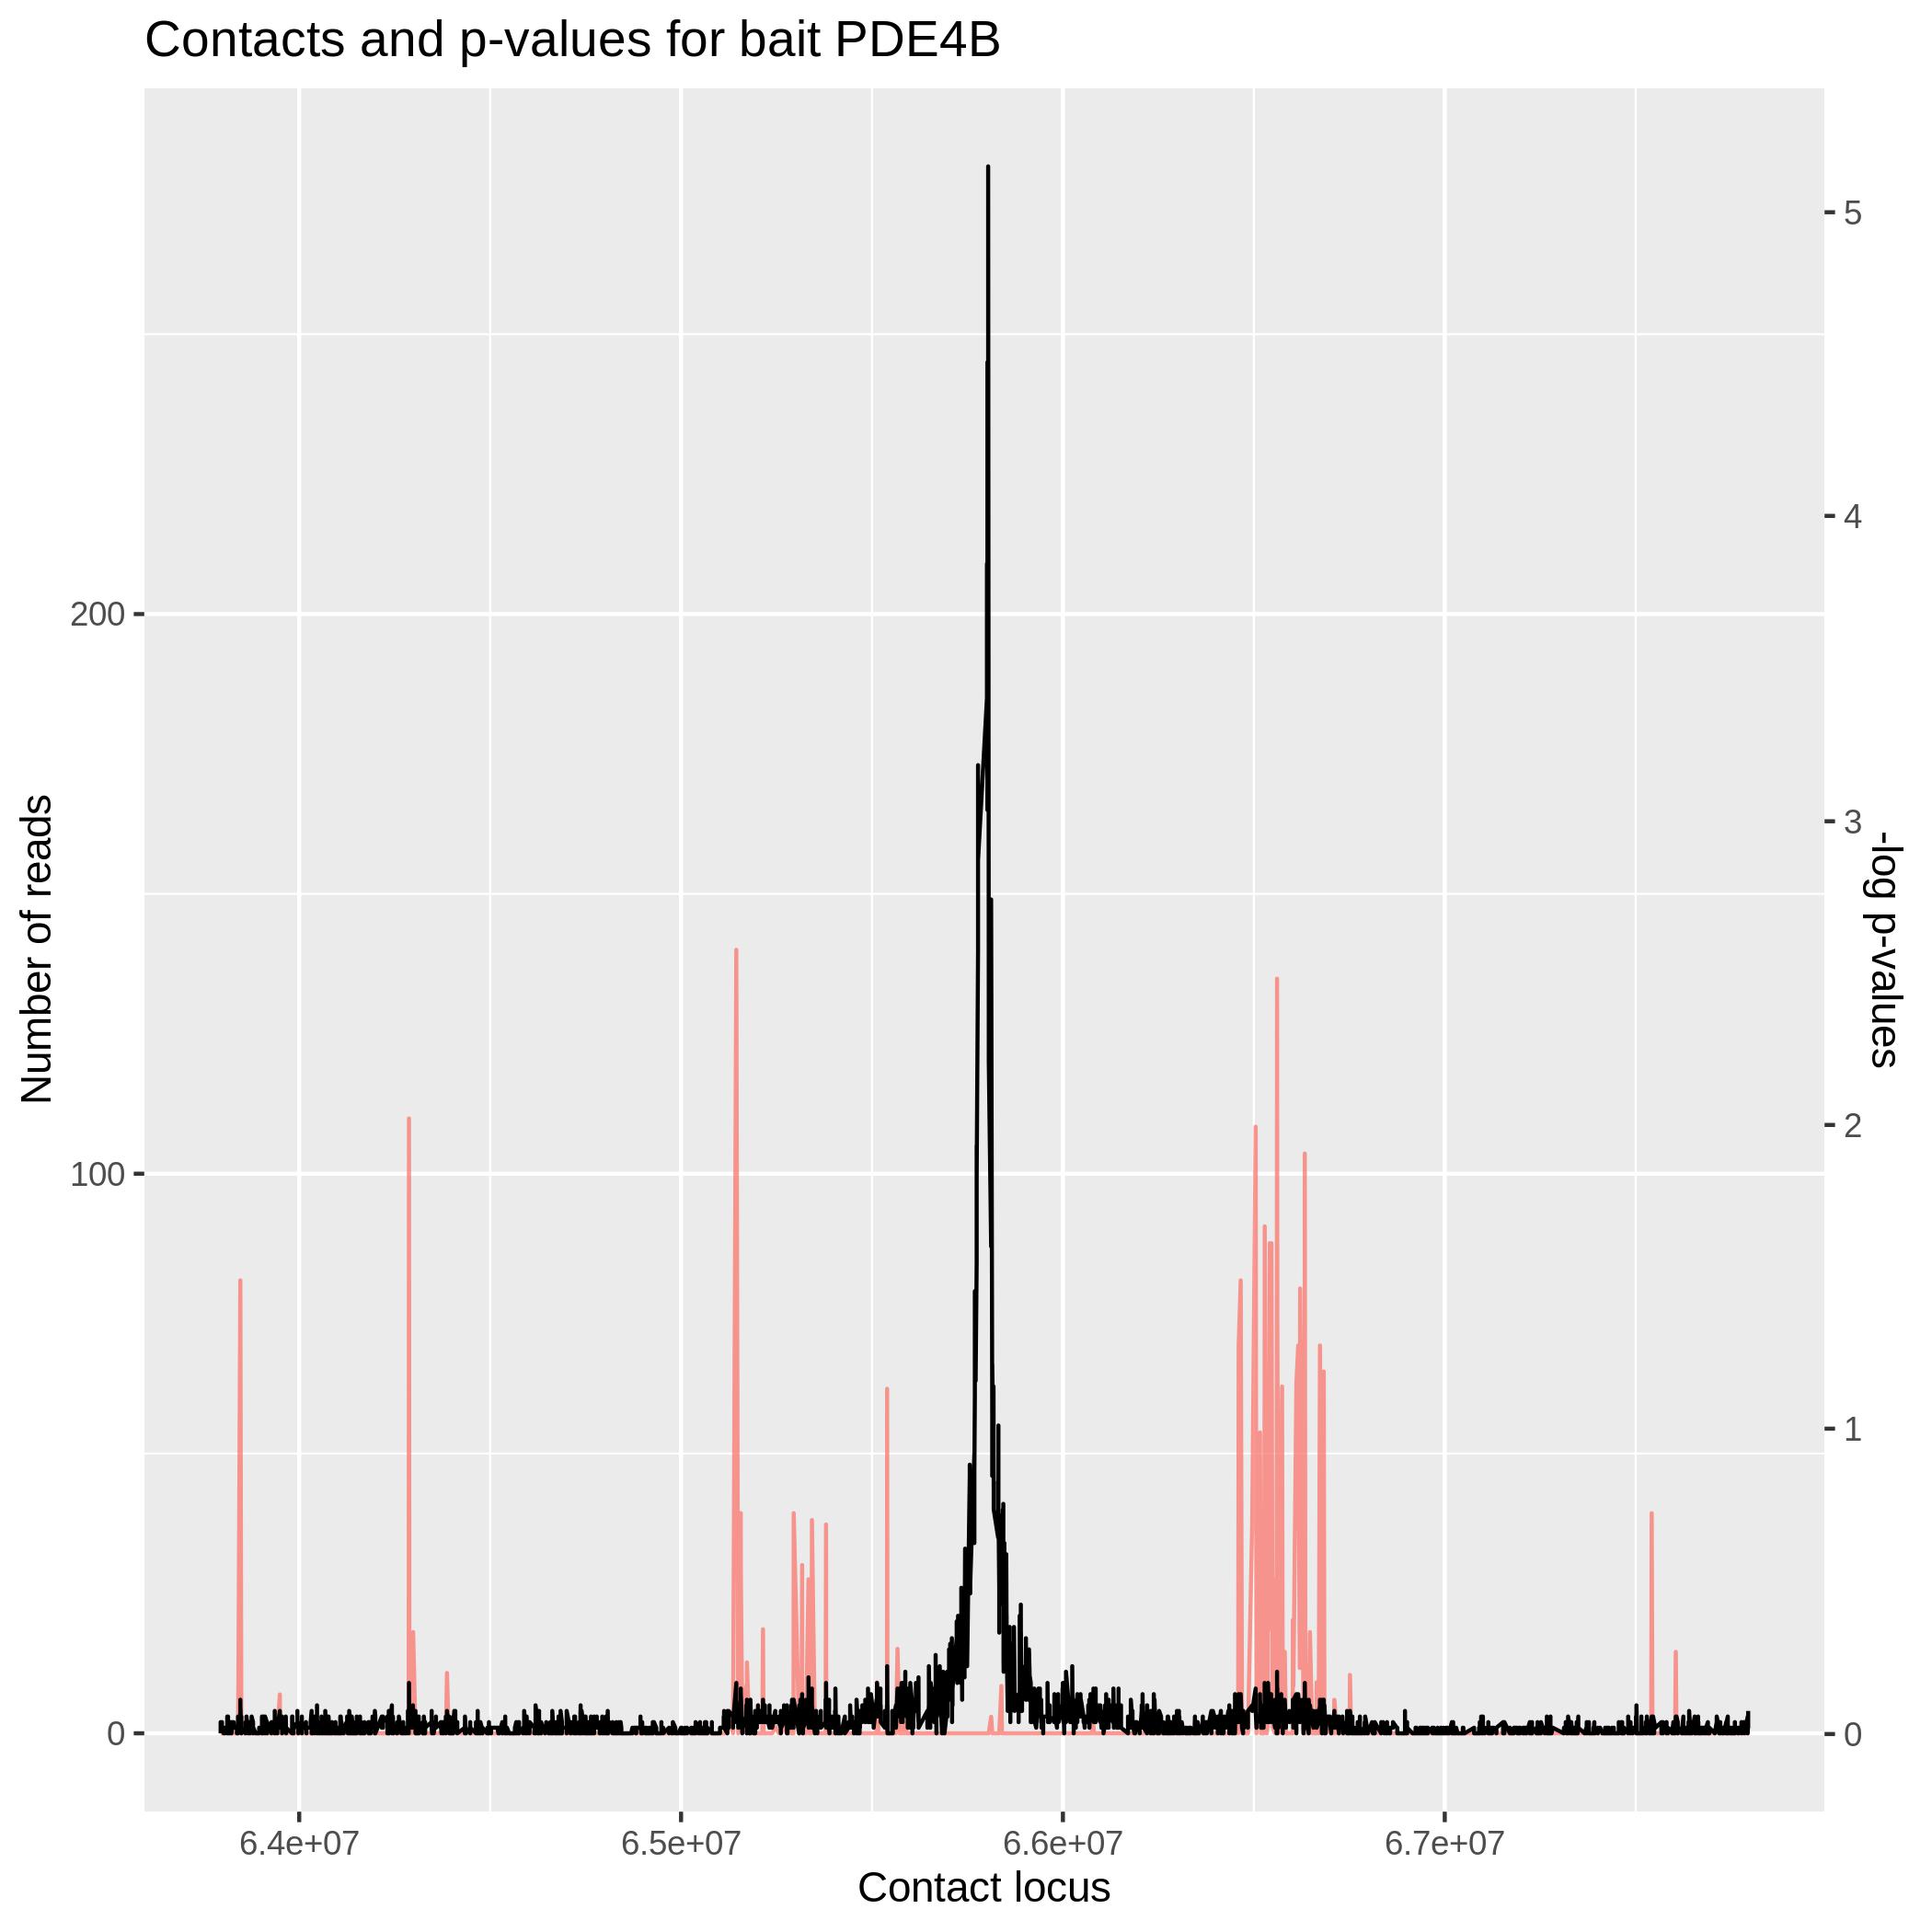 Contacts and p-values for bait PDE4B
Number of reads
200
100
0
5
4
3
2
1
0
-log p-values
6.4e+07
6.5e+07
6.6e+07
6.7e+07
Contact locus